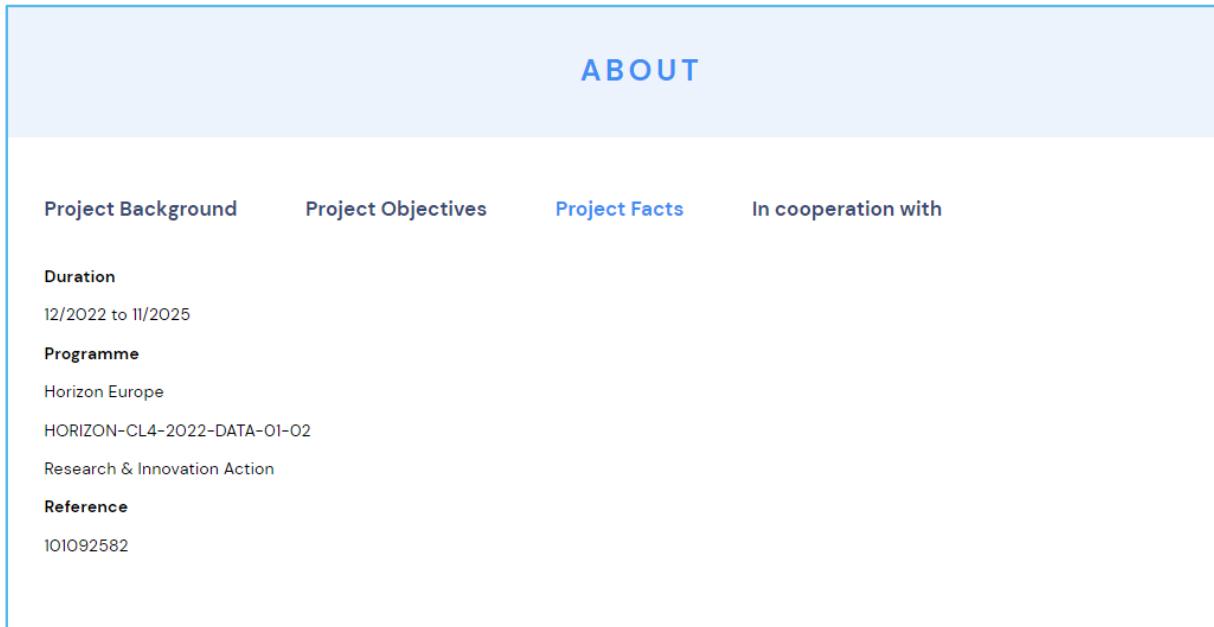 ABOUT
Project Background Project Objectives Project Facts In cooperation with
Duration
12/2022 to 11/2025
Programme
Horizon Europe
HORIZON-CL4-2022-DATA-01-02
Research & Innovation Action
Reference
101092582